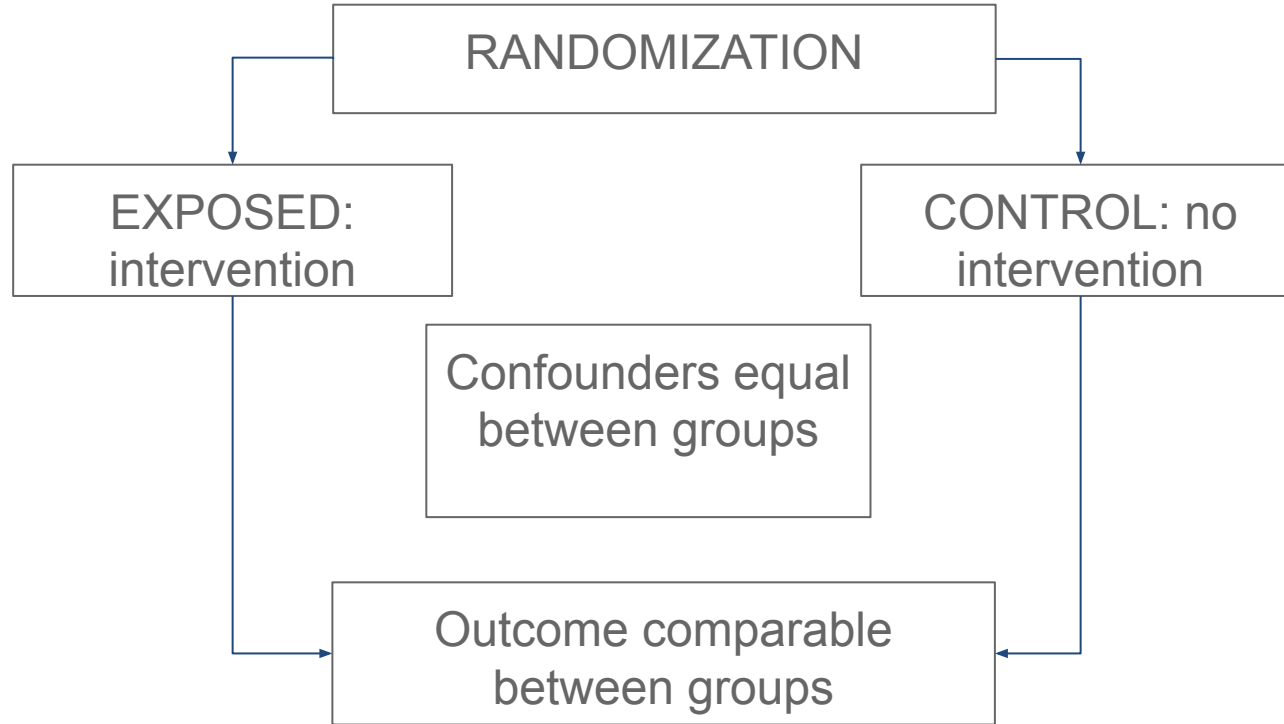 RANDOMIZATION
EXPOSED:
intervention
CONTROL: no
intervention
Confounders equal
between groups
Outcome comparable
between groups